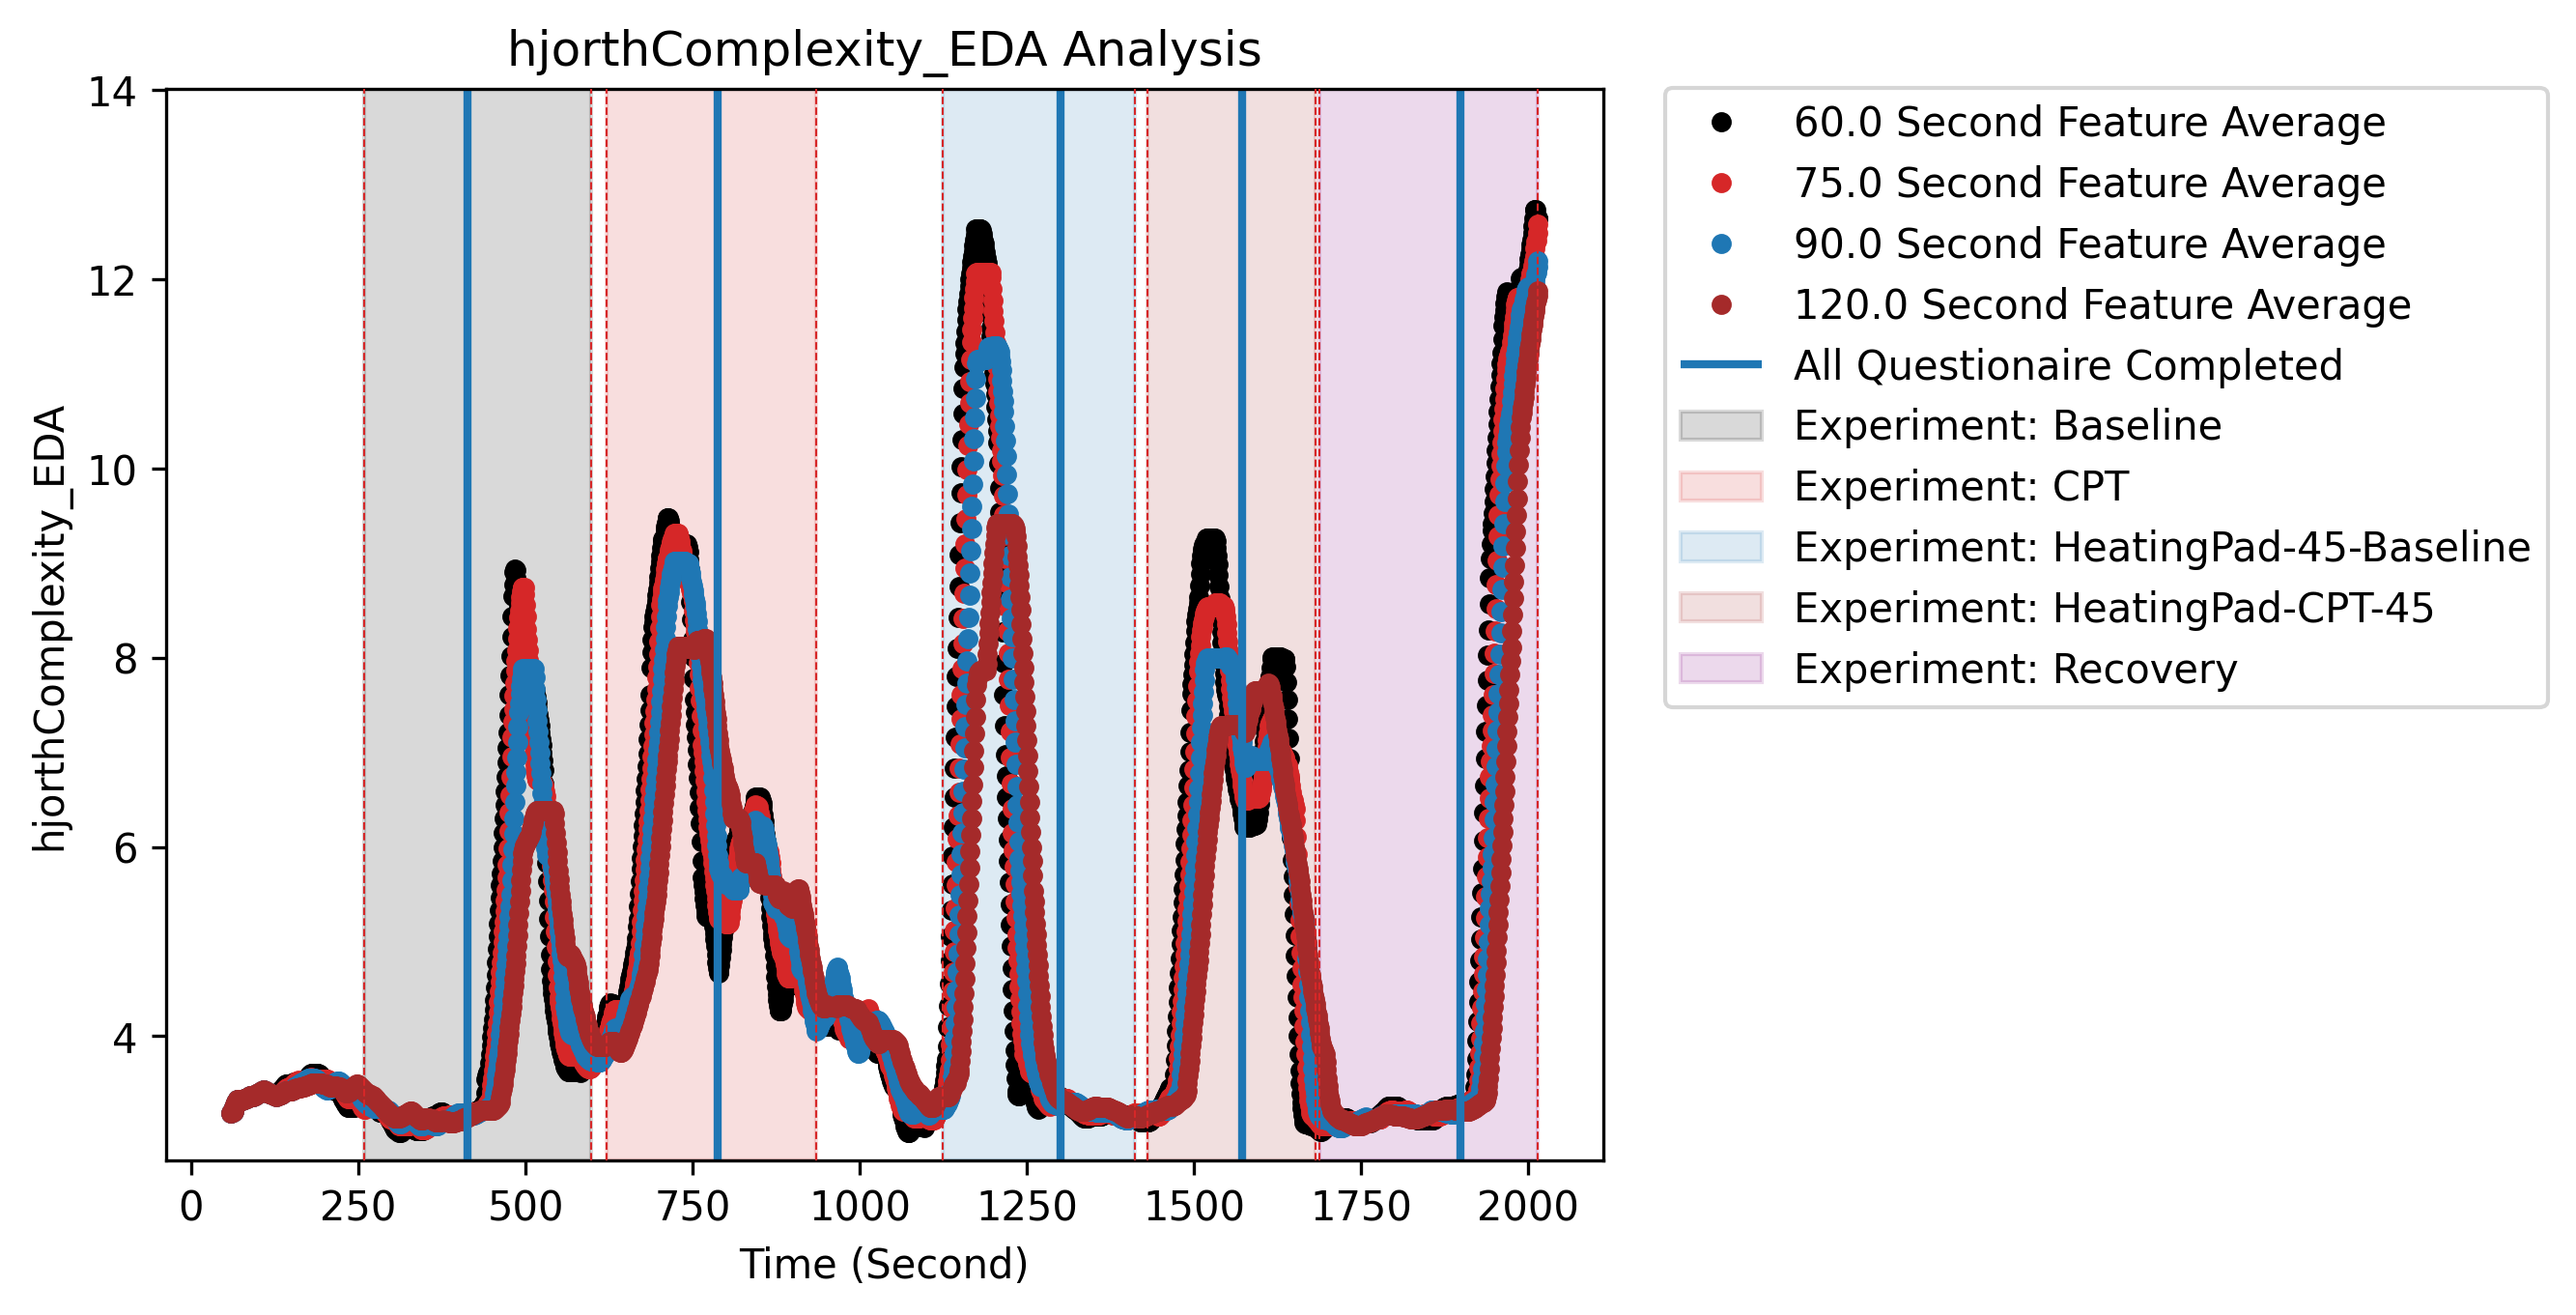 hjorthComplexity_EDA Analysis
14
12
10
8
6
4
hjorthComplexity_EDA
0 250 500 750 1000 1250 1500 1750 2000
Time (Second)
60.0 Second Feature Average
75.0 Second Feature Average
90.0 Second Feature Average
120.0 Second Feature Average
All Questionaire Completed
Experiment: Baseline
Experiment: CPT
Experiment: HeatingPad-45-Baseline
Experiment: HeatingPad-CPT-45
Experiment: Recovery